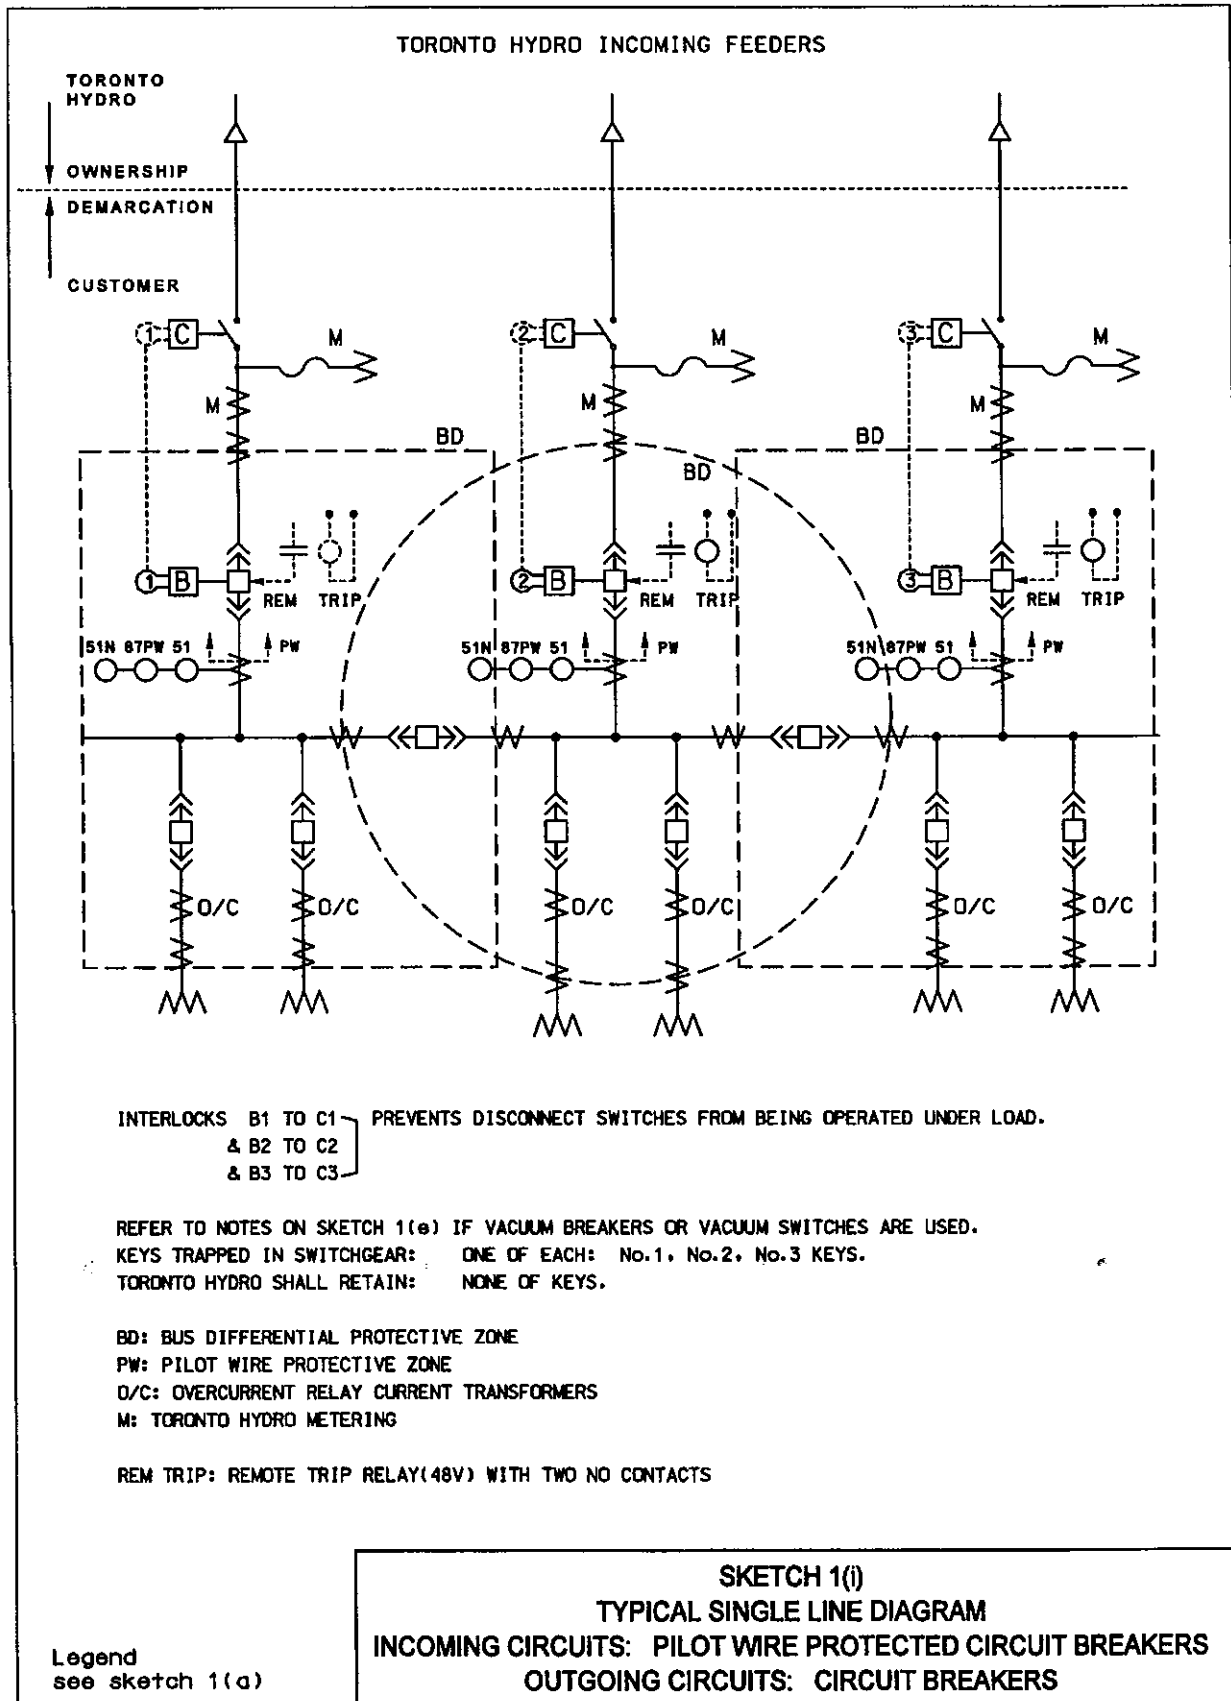 TORONTO HYDRO INCOMING FEEDERS
TORONTO
HYDRO
OWNERSHIP
DEMARCATION
CUSTOMER
1 C M 2 C M 3 C M
M M M
BD BD BD
1 B REM TRIP 2 B REM TRIP 3 B REM TRIP
51N 87PW 51 PW 51N 87PW 51 PW 51N 87PW 51 PW
O/C O/C O/C O/C O/C O/C
INTERLOCKS B1 TO C1 PREVENTS DISCONNECT SWITCHES FROM BEING OPERATED UNDER LOAD.
& B2 TO C2
& B3 TO C3
REFER TO NOTES ON SKETCH 1(e) IF VACUUM BREAKERS OR VACUUM SWITCHES ARE USED.
KEYS TRAPPED IN SWITCHGEAR: ONE OF EACH: No.1, No.2, No.3 KEYS.
TORONTO HYDRO SHALL RETAIN: NONE OF KEYS.
BD: BUS DIFFERENTIAL PROTECTIVE ZONE
PW: PILOT WIRE PROTECTIVE ZONE
O/C: OVERCURRENT RELAY CURRENT TRANSFORMERS
M: TORONTO HYDRO METERING
REM TRIP: REMOTE TRIP RELAY(48V) WITH TWO NO CONTACTS
SKETCH 1(i)
TYPICAL SINGLE LINE DIAGRAM
INCOMING CIRCUITS: PILOT WIRE PROTECTED CIRCUIT BREAKERS
OUTGOING CIRCUITS: CIRCUIT BREAKERS
Legend
see sketch 1(a)